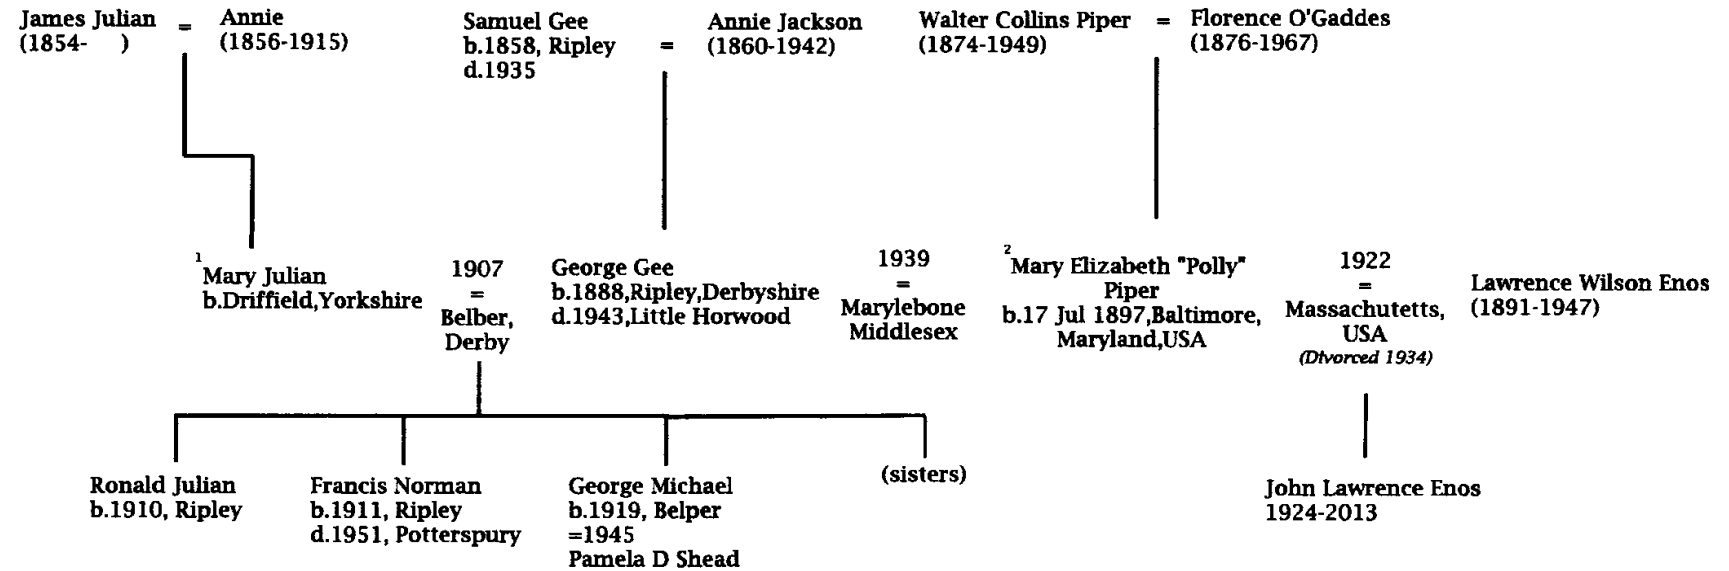 James Julian
(1854-      )
=
Annie
(1856-1915)
Samuel Gee
b.1858, Ripley
d.1935
=
Annie Jackson
(1860-1942)
Walter Collins Piper
(1874-1949)
=
Florence O'Gaddes
(1876-1967)
1
Mary Julian
b.Driffield,Yorkshire
1907
=
Belber,
Derby
George Gee
b.1888,Ripley,Derbyshire
d.1943,Little Horwood
1939
=
Marylebone
Middlesex
2
Mary Elizabeth "Polly"
Piper
b.17 Jul 1897,Baltimore,
Maryland,USA
1922
=
Massachutetts,
USA
(Divorced 1934)
Lawrence Wilson Enos
(1891-1947)
Ronald Julian
b.1910, Ripley
Francis Norman
b.1911, Ripley
d.1951, Potterspury
George Michael
b.1919, Belper
=1945
Pamela D Shead
(sisters)
John Lawrence Enos
1924-2013